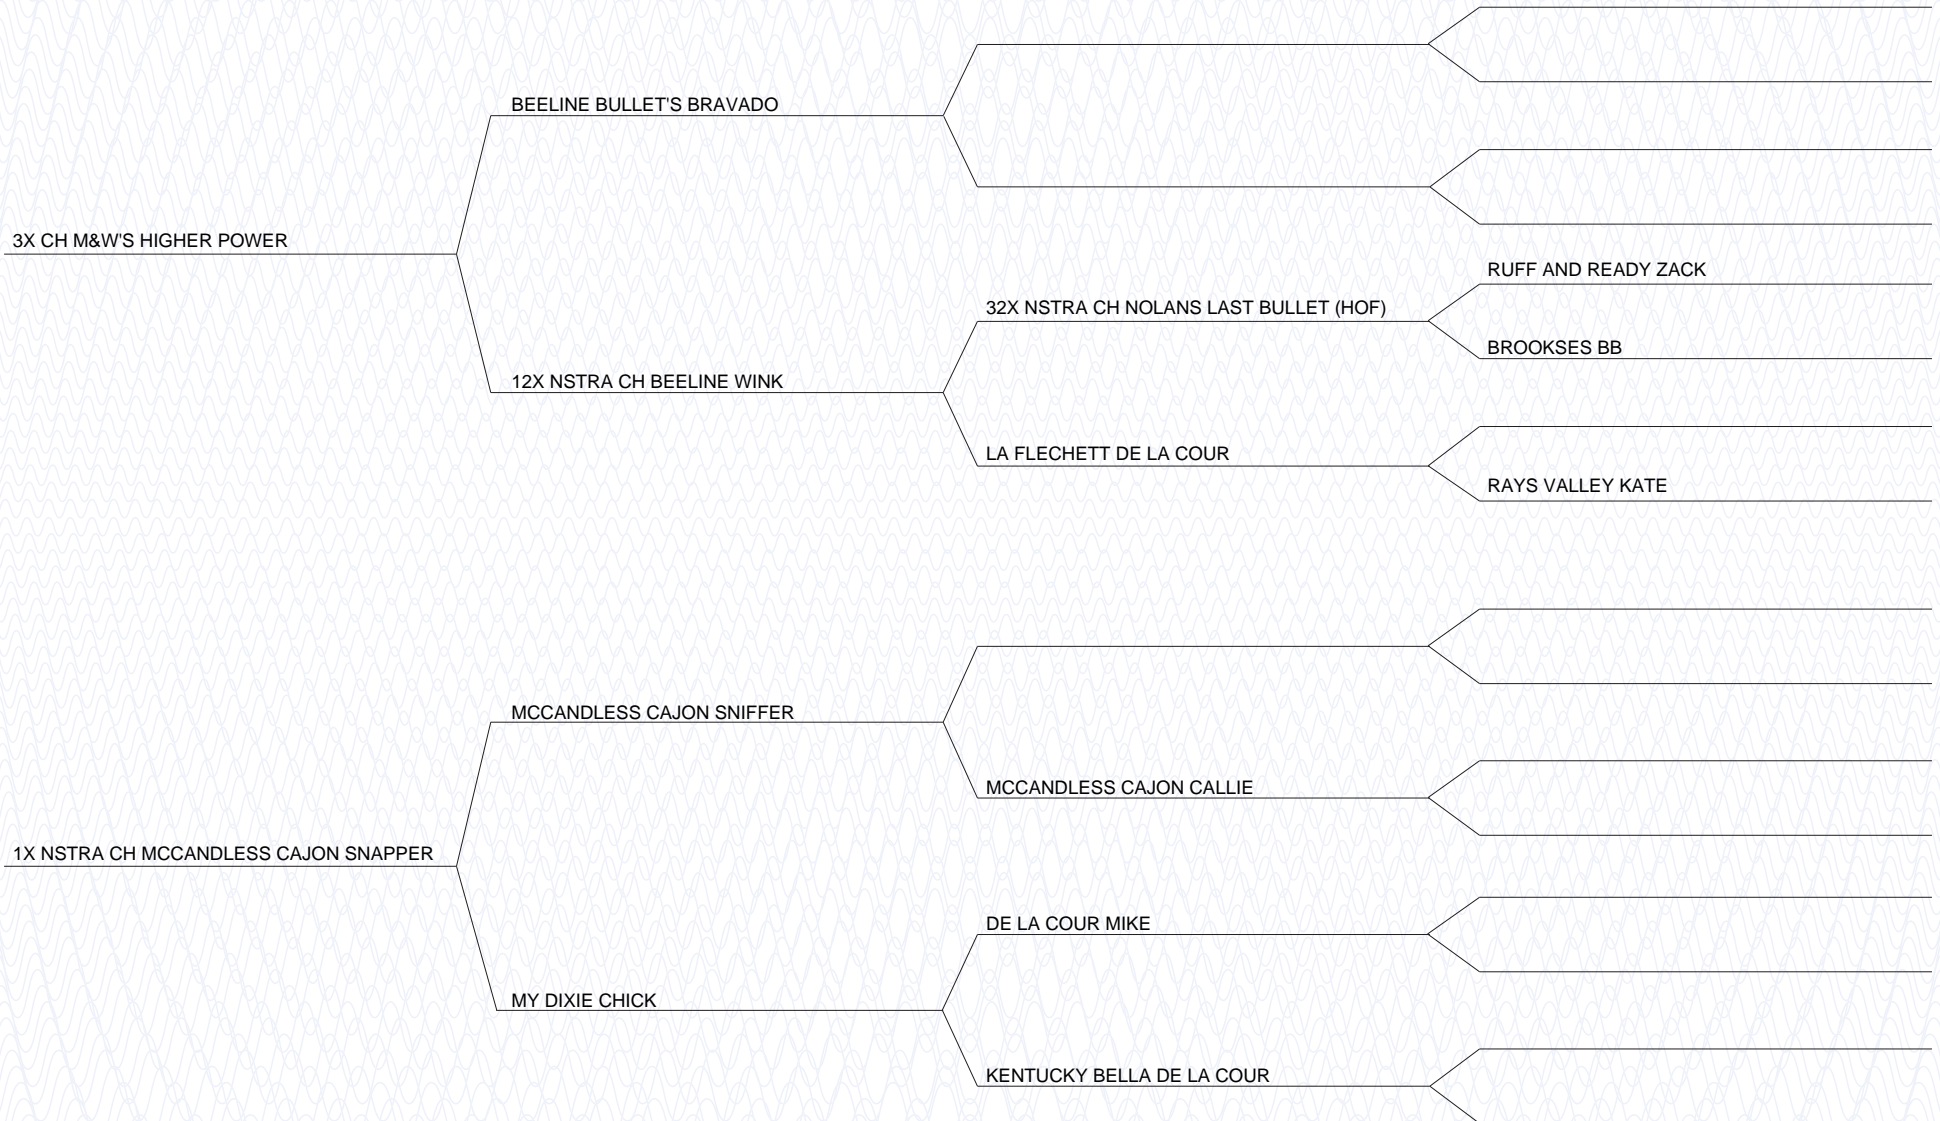 BEELINE BULLET'S BRAVADO
3X CH M&W'S HIGHER POWER
RUFF AND READY ZACK
32X NSTRA CH NOLANS LAST BULLET (HOF)
BROOKSES BB
12X NSTRA CH BEELINE WINK
LA FLECHETT DE LA COUR
RAYS VALLEY KATE
MCCANDLESS CAJON SNIFFER
MCCANDLESS CAJON CALLIE
1X NSTRA CH MCCANDLESS CAJON SNAPPER
DE LA COUR MIKE
MY DIXIE CHICK
KENTUCKY BELLA DE LA COUR